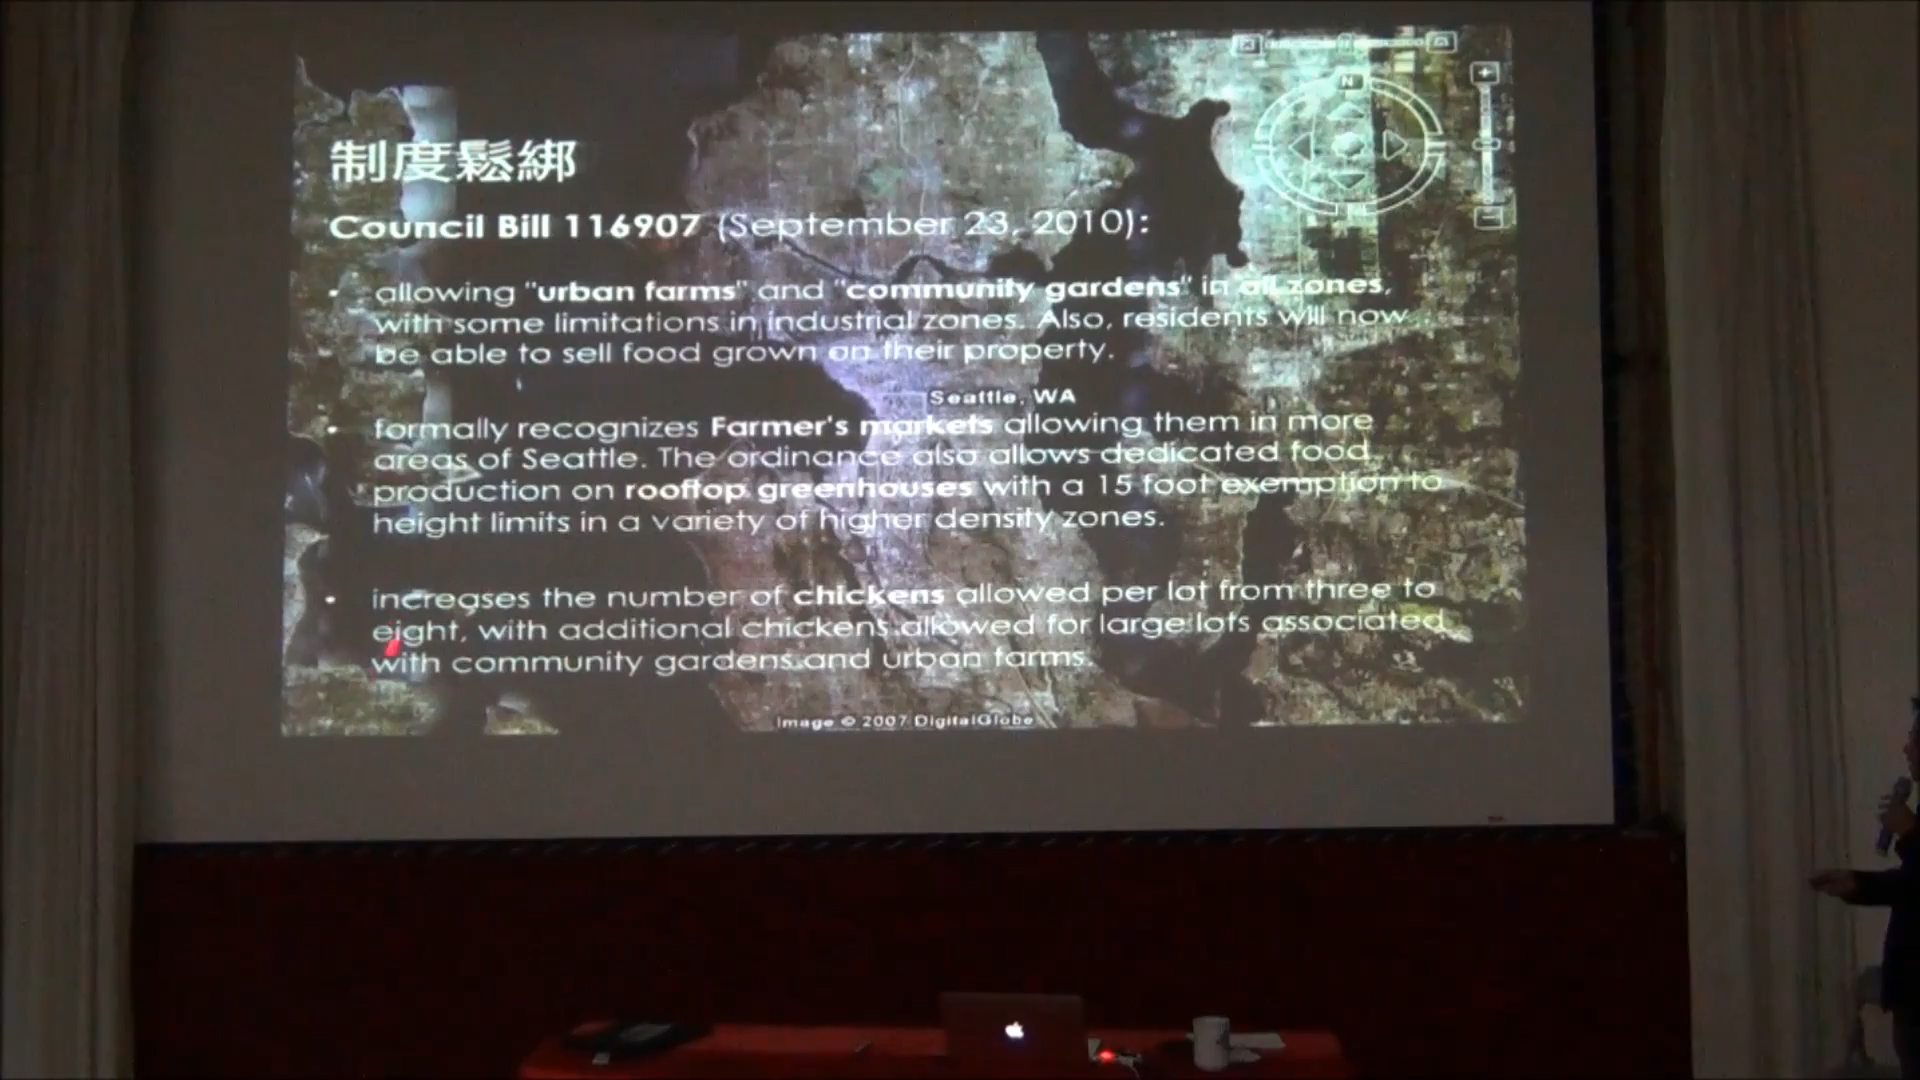 N
制度鬆綁
Council Bill 116907 (September 23, 2010):
• allowing "urban farms" and "community gardens" in all zones,
with some limitations in industrial zones. Also, residents will now
be able to sell food grown on their property.
Seattle, WA
• formally recognizes Farmer's markets allowing them in more
areas of Seattle. The ordinance also allows dedicated food
production on rooftop greenhouses with a 15 foot exemption to
height limits in a variety of higher density zones.
• increases the number of chickens allowed per lot from three to
eight, with additional chickens allowed for large lots associated
with community gardens and urban farms.
Image © 2007 DigitalGlobe